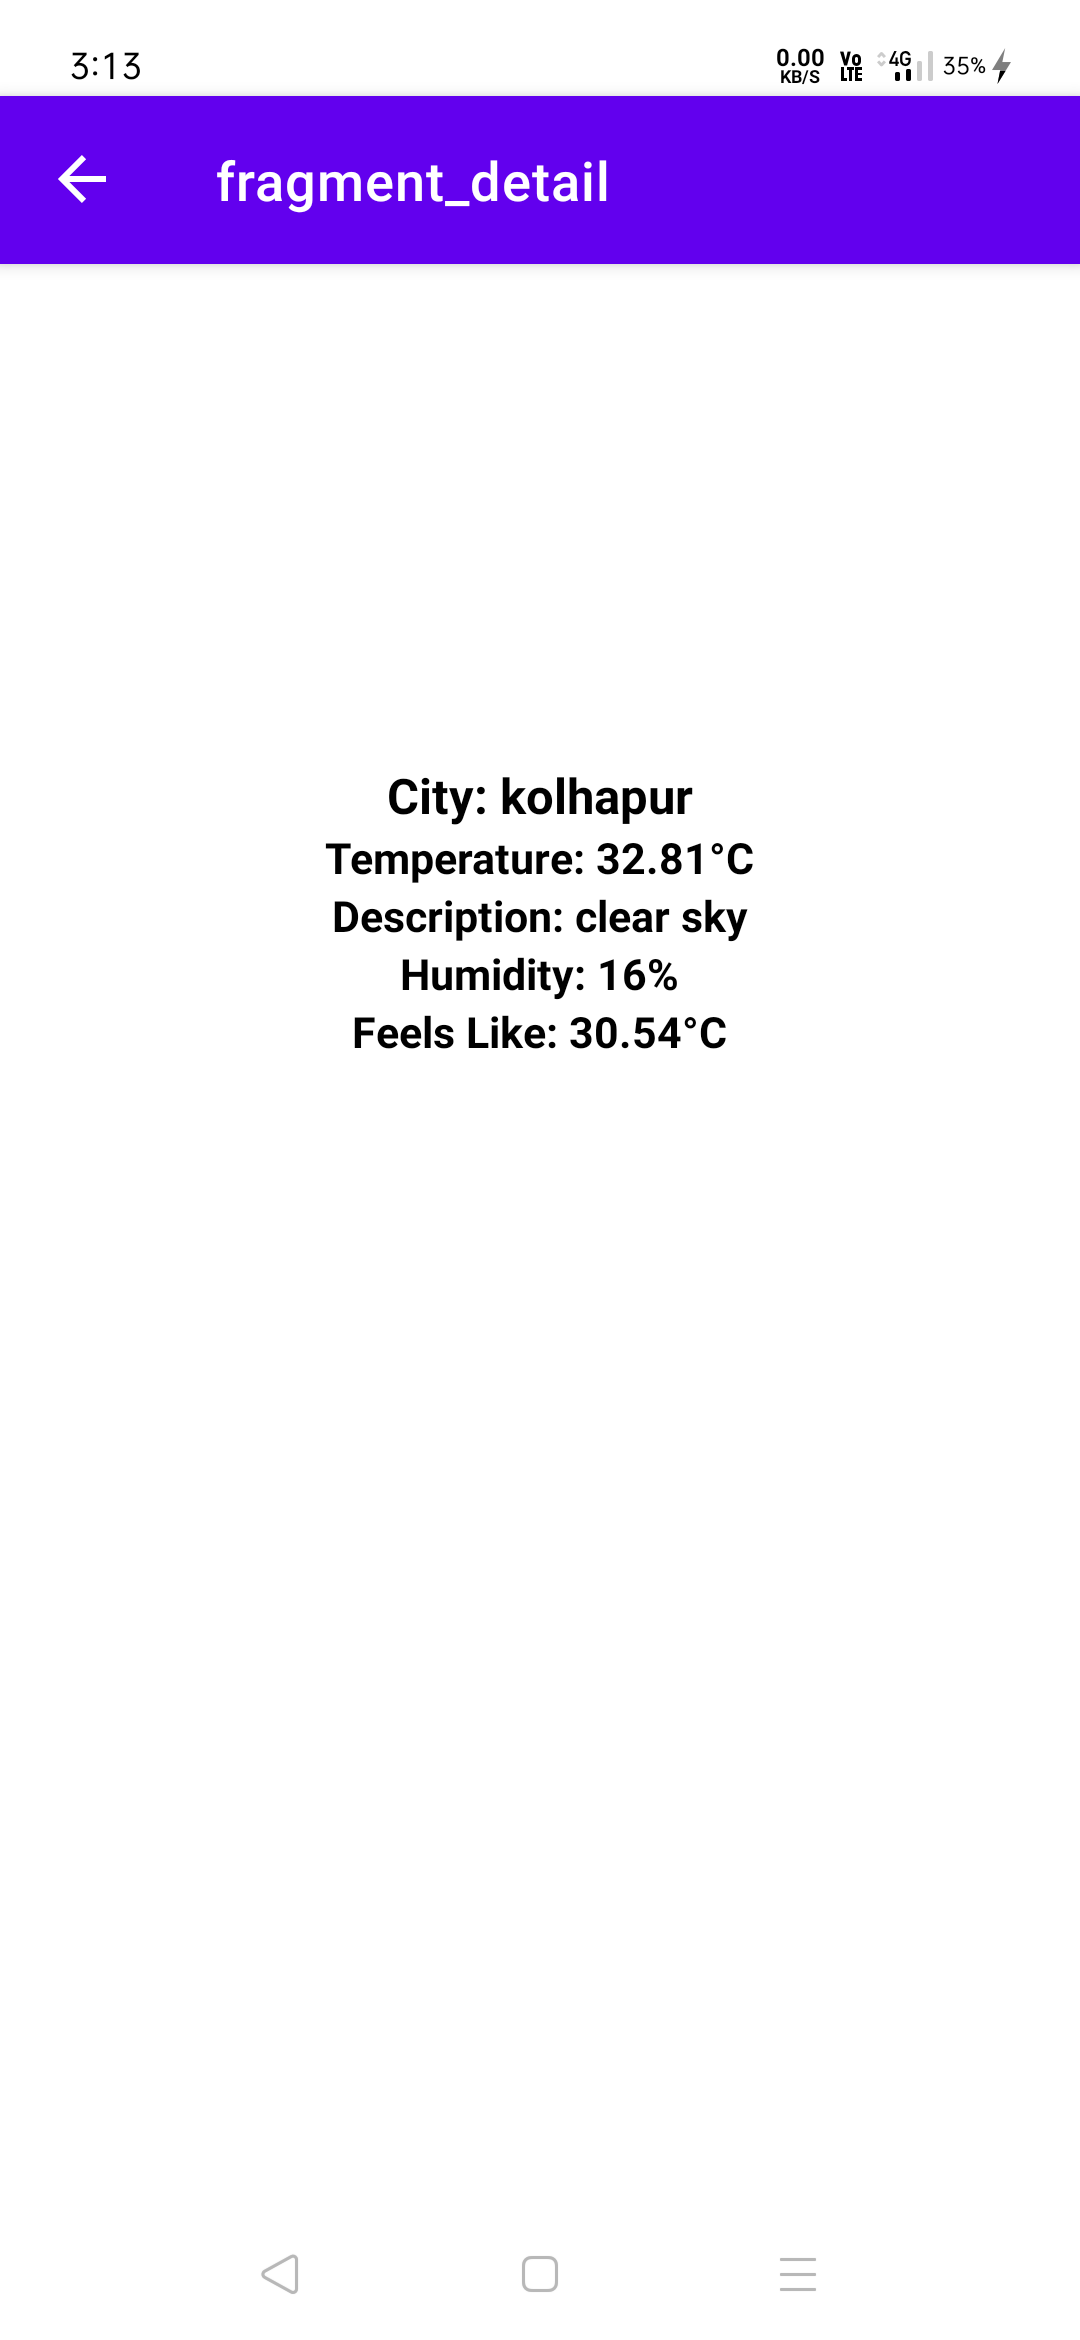 3:13
0.00 KB/S Vo LTE 4G 35%
fragment_detail
City: kolhapur
Temperature: 32.81°C
Description: clear sky
Humidity: 16%
Feels Like: 30.54°C